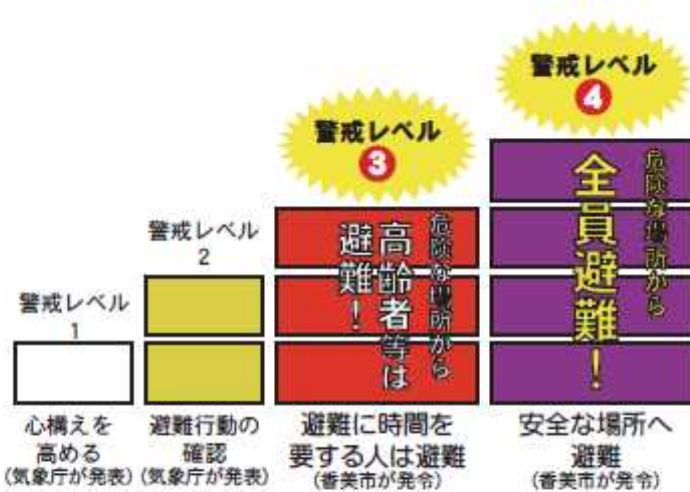 警戒レベル
1
心構えを
高める
(気象庁が発表)
警戒レベル
2
避難行動の
確認
(気象庁が発表)
警戒レベル
3
危険な場所から
高齢者等は
避難!
避難に時間を
要する人は避難
(香美市が発令)
警戒レベル
4
危険な場所から
全員避難!
安全な場所へ
避難
(香美市が発令)